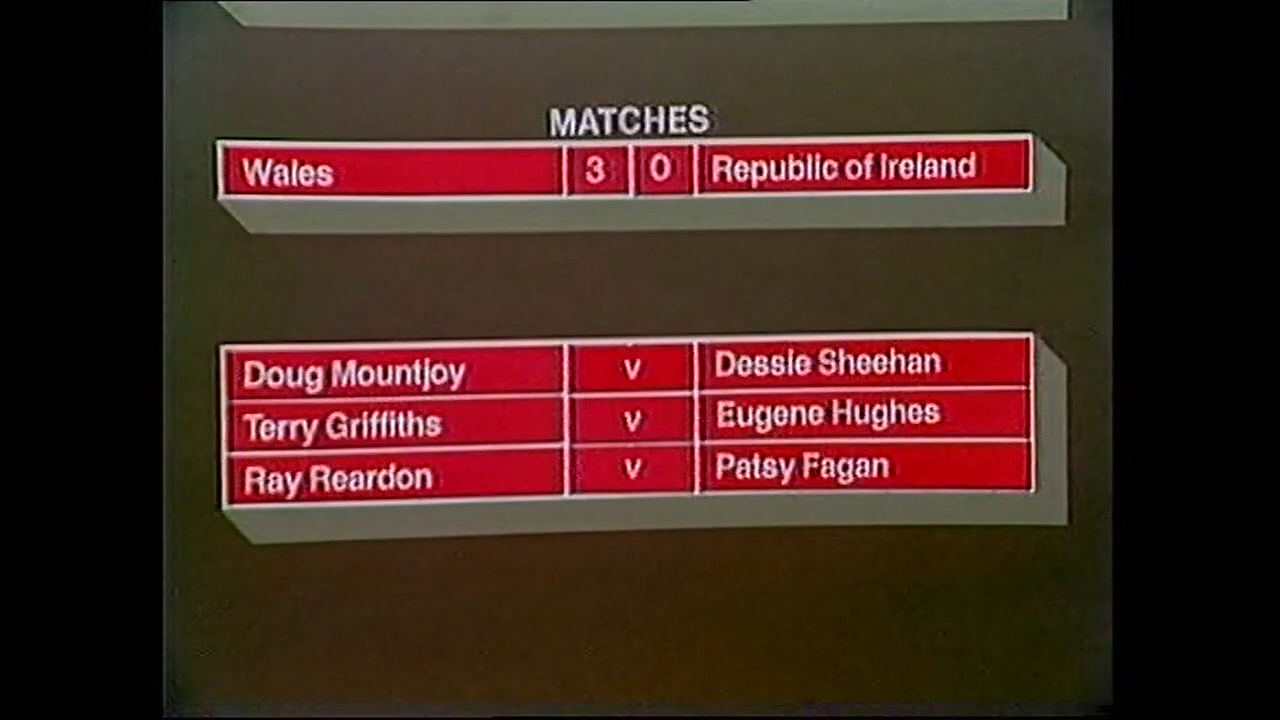 MATCHES
Wales 3 0 Republic of Ireland
Doug Mountjoy v Dessie Sheehan
Terry Griffiths v Eugene Hughes
Ray Reardon v Patsy Fagan